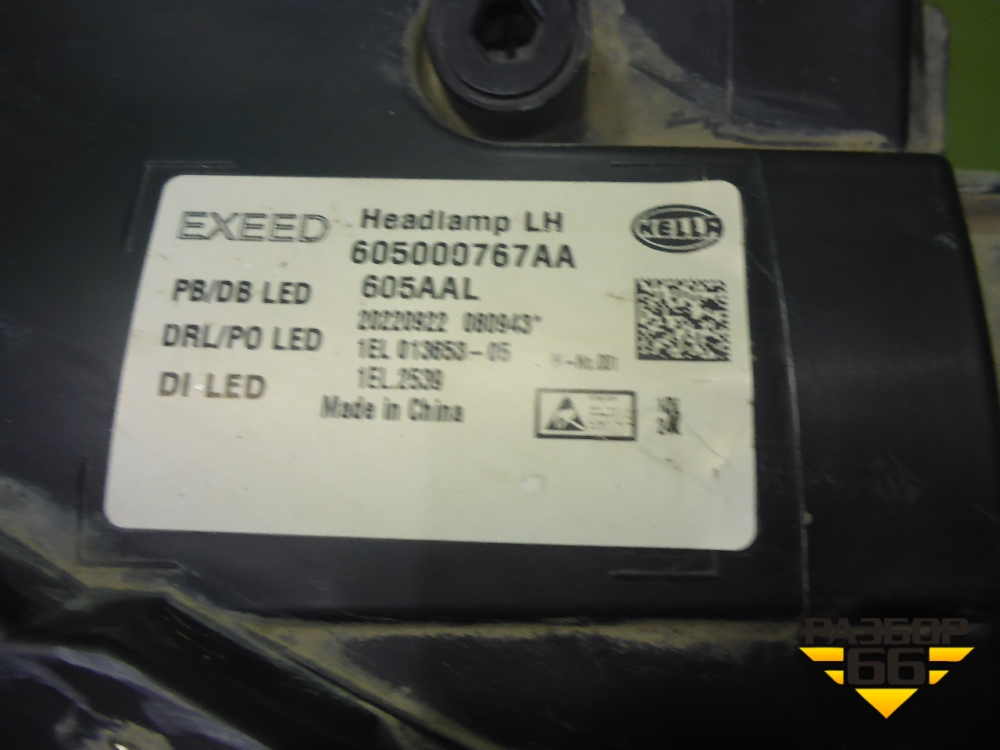 EXEED Headlamp LH HELLA
605000767AA
PB/DB LED 605AAL
20220922 080943*
DRL/PO LED
1EL 013653-05
DI LED 1EL.2539
Made in China
РАЗБОР
66